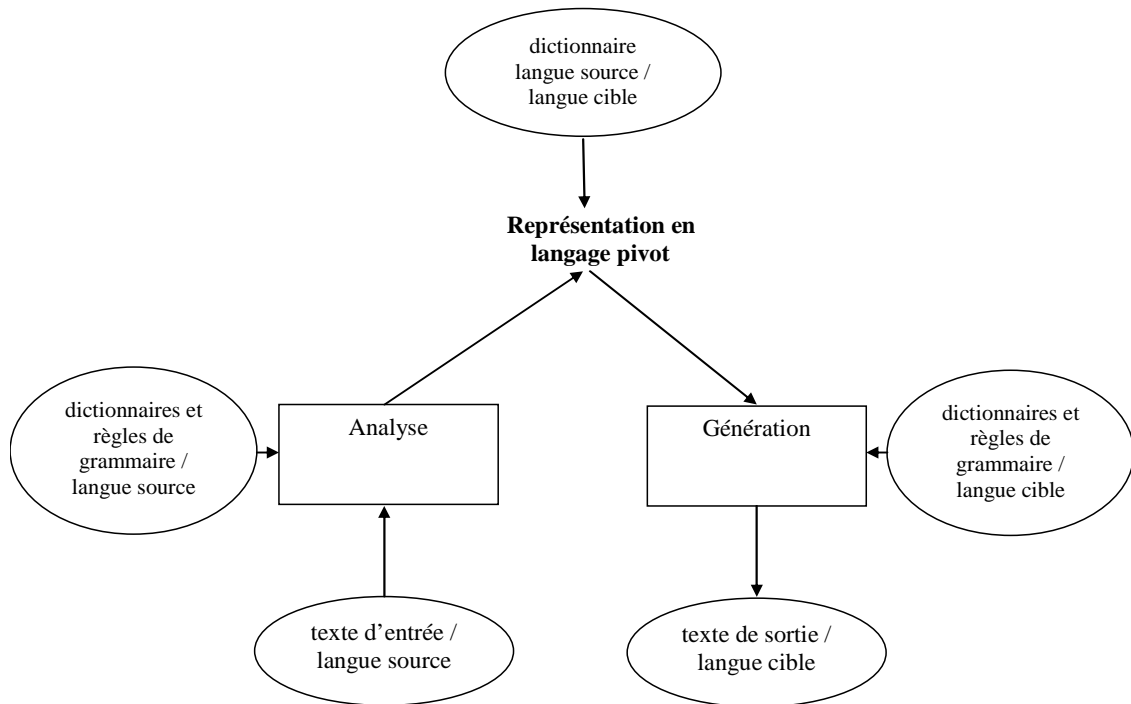 dictionnaire
langue source /
langue cible
Représentation en
langage pivot
dictionnaires et
règles de
grammaire /
langue source
Analyse
Génération
dictionnaires et
règles de
grammaire /
langue cible
texte d’entrée /
langue source
texte de sortie /
langue cible